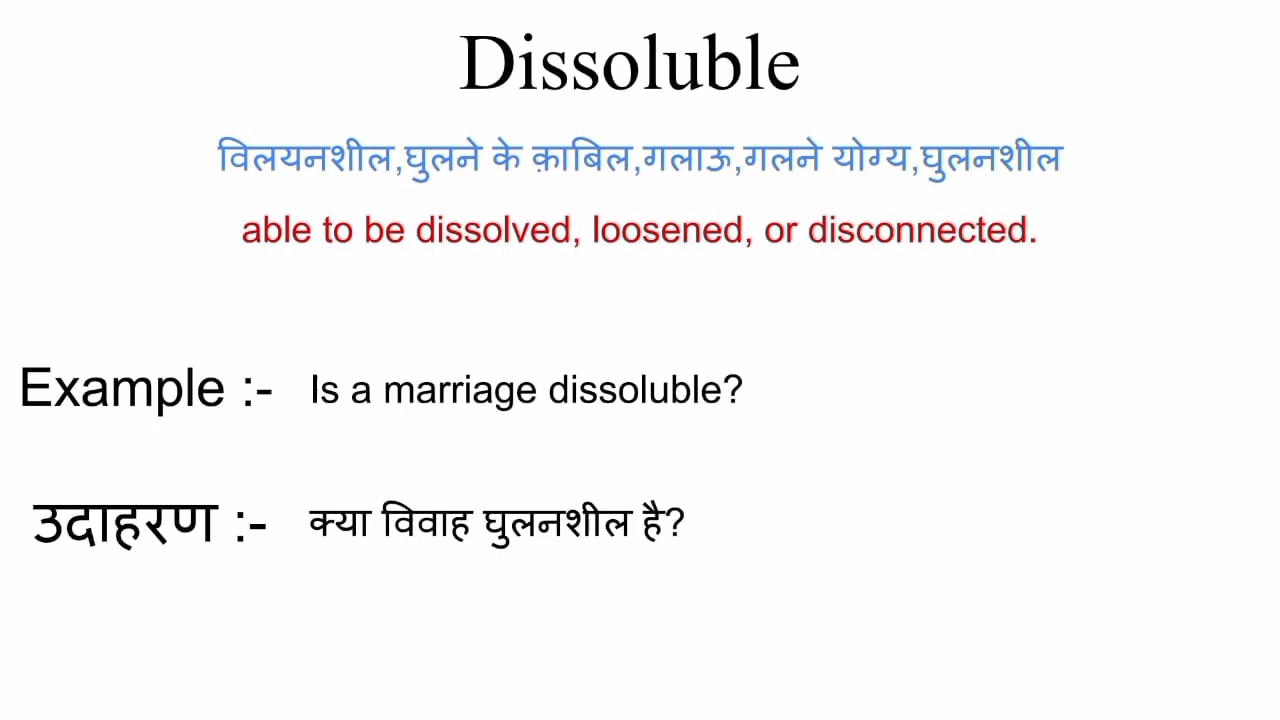 Dissoluble
विलयनशील,घुलने के क़ाबिल,गलाऊ,गलने योग्य,घुलनशील
able to be dissolved, loosened, or disconnected.
Example :- Is a marriage dissoluble?
उदाहरण :- क्या विवाह घुलनशील है?